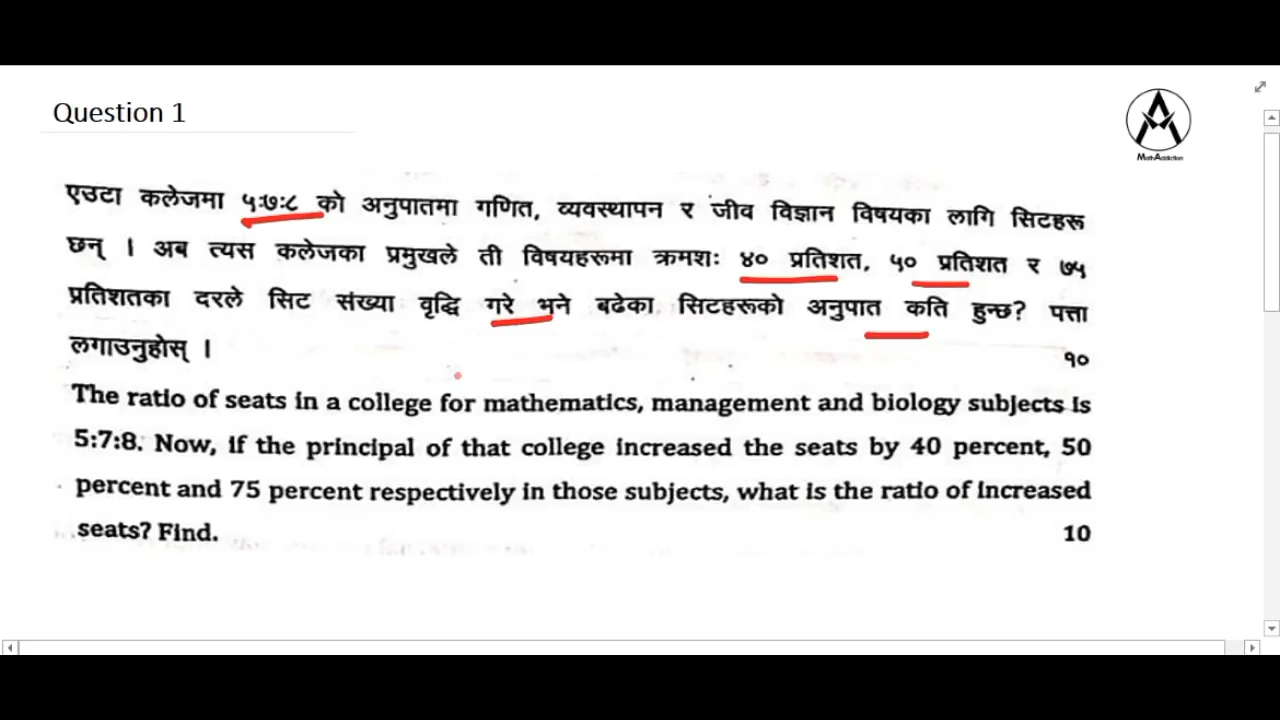 Question 1
MathAddiction
एउटा कलेजमा ५:७:८ को अनुपातमा गणित, व्यवस्थापन र जीव विज्ञान विषयका लागि सिटहरू
छन् । अब त्यस कलेजका प्रमुखले ती विषयहरूमा क्रमशः ४० प्रतिशत, ५० प्रतिशत र ७५
प्रतिशतका दरले सिट संख्या वृद्धि गरे भने बढेका सिटहरूको अनुपात कति हुन्छ? पत्ता
लगाउनुहोस् । १०
The ratio of seats in a college for mathematics, management and biology subjects is
5:7:8. Now, if the principal of that college increased the seats by 40 percent, 50
percent and 75 percent respectively in those subjects, what is the ratio of increased
seats? Find. 10